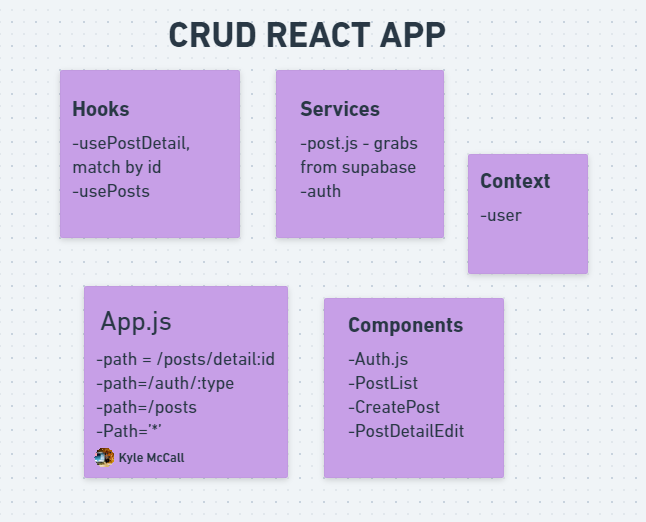 CRUD REACT APP
Hooks
-usePostDetail,
match by id
-usePosts
Services
-post.js - grabs
from supabase
-auth
Context
-user
App.js
-path = /posts/detail:id
-path=/auth/:type
-path=/posts
-Path=’*’
Kyle McCall
Components
-Auth.js
-PostList
-CreatePost
-PostDetailEdit